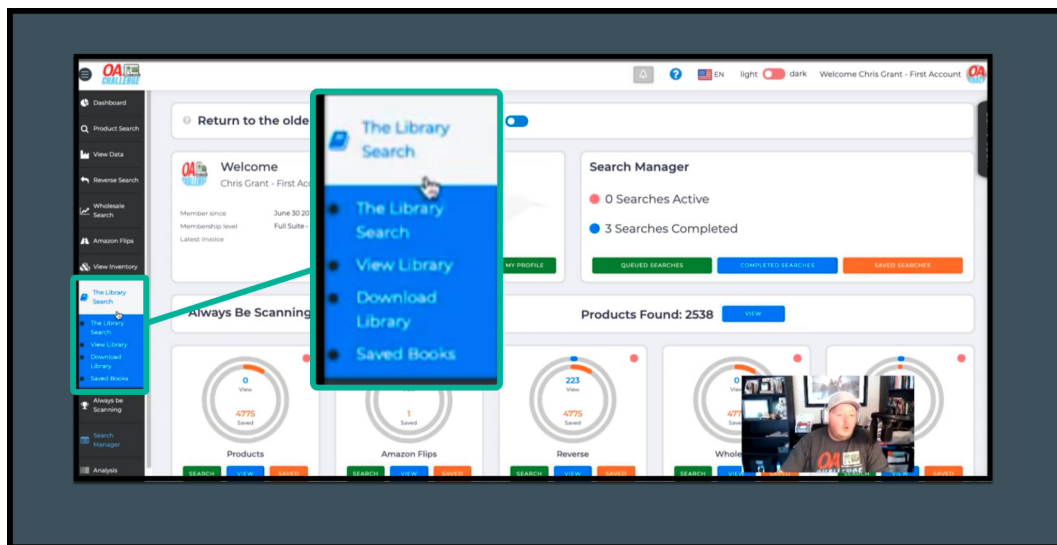 OA
CHALLENGE
EN
light
dark
Welcome Chris Grant - First Account
Dashboard
Product Search
View Data
Reverse Search
Wholesale
Search
Amazon Flips
View Inventory
The Library
Search
The Library
Search
View Library
Download
Library
Saved Books
Always be
Scanning
Search
Manager
Analysis
Return to the olde
Welcome
Chris Grant - First Acc
Member since
June 30 20
Membership level
Full Suite -
Latest invoice
MY PROFILE
The Library
Search
The Library
Search
View Library
Download
Library
Saved Books
Search Manager
0 Searches Active
3 Searches Completed
QUEUED SEARCHES
COMPLETED SEARCHES
SAVED SEARCHES
Always Be Scanning
Products Found: 2538
VIEW
0
View
4775
Saved
Products
SEARCH
VIEW
SAVED
1
Saved
Amazon Flips
SEARCH
VIEW
SAVED
223
View
4775
Saved
Reverse
SEARCH
VIEW
SAVED
0
477
Whole
SEARCH
VIEW
SAVED
SEARCH
VIEW
SAVED
OA